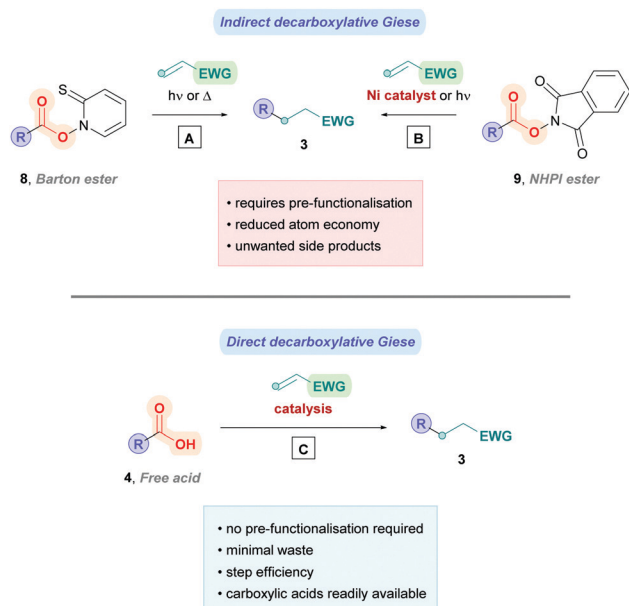 Indirect decarboxylative Giese
EWG
hν or Δ
A
8, Barton ester
S
O
R
O
N
R
EWG
3
EWG
Ni catalyst or hν
B
O
O
R
O
N
O
9, NHPI ester
• requires pre-functionalisation
• reduced atom economy
• unwanted side products
Direct decarboxylative Giese
O
R
OH
4, Free acid
EWG
catalysis
C
R
EWG
3
• no pre-functionalisation required
• minimal waste
• step efficiency
• carboxylic acids readily available